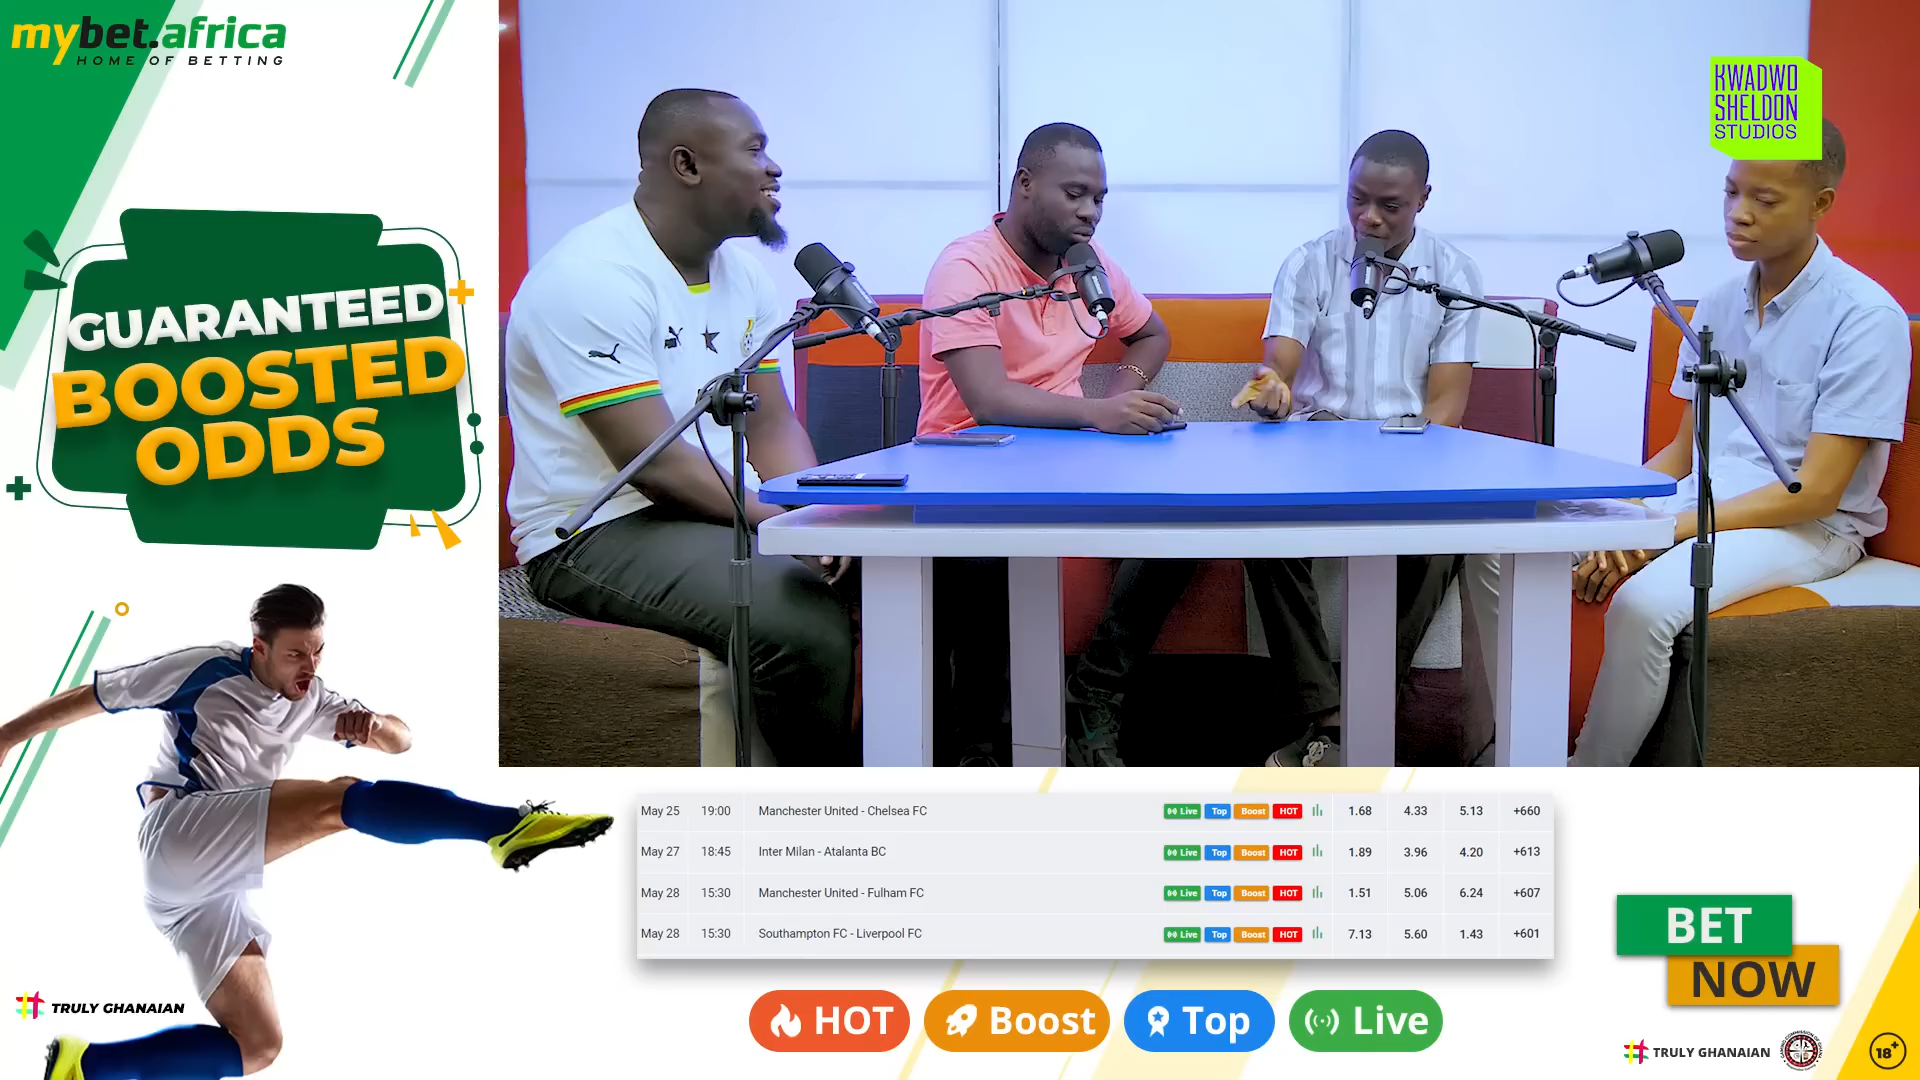 mybet.africa
HOME OF BETTING
KWADWO
SHELDON
STUDIOS
GUARANTEED
BOOSTED
ODDS
May 25 19:00 Manchester United - Chelsea FC Live Top Boost HOT 1.68 4.33 5.13 +660
May 27 18:45 Inter Milan - Atalanta BC Live Top Boost HOT 1.89 3.96 4.20 +613
May 28 15:30 Manchester United - Fulham FC Live Top Boost HOT 1.51 5.06 6.24 +607
May 28 15:30 Southampton FC - Liverpool FC Live Top Boost HOT 7.13 5.60 1.43 +601
BET
NOW
TRULY GHANAIAN
HOT Boost Top Live
TRULY GHANAIAN
18+